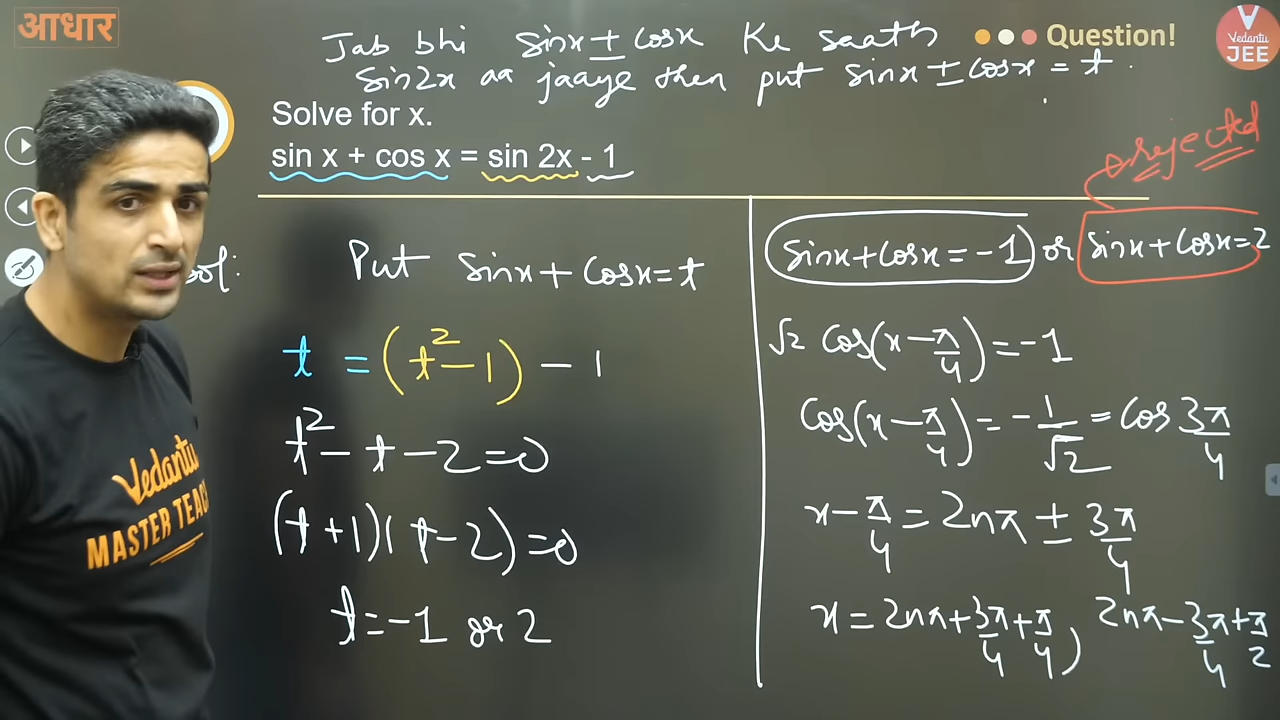 आधार
Jab bhi sinx ± cosx Ke saath
sin2x aa jaaye then put sinx ± cosx = t.
Question!
Vedantu
JEE
Solve for x.
sin x + cos x = sin 2x - 1
rejected
Put sinx + cosx = t
t = (t² - 1) - 1
t² - t - 2 = 0
(t + 1)(t - 2) = 0
t = -1 or 2
sinx + cosx = -1 or sinx + cosx = 2
√2 cos(x - π/4) = -1
cos(x - π/4) = -1/√2 = cos 3π/4
x - π/4 = 2nπ ± 3π/4
x = 2nπ + 3π/4 + π/4, 2nπ - 3π/4 + π/2
Vedantu
MASTER TEAC